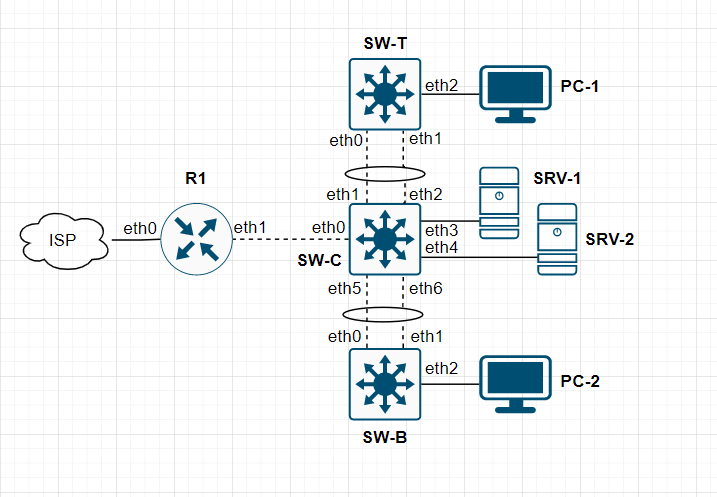 SW-T
eth2
PC-1
eth0
eth1
R1
SRV-1
eth1
eth2
eth0
eth1
eth0
eth3
ISP
SRV-2
eth4
SW-C
eth5
eth6
eth0
eth1
eth2
PC-2
SW-B